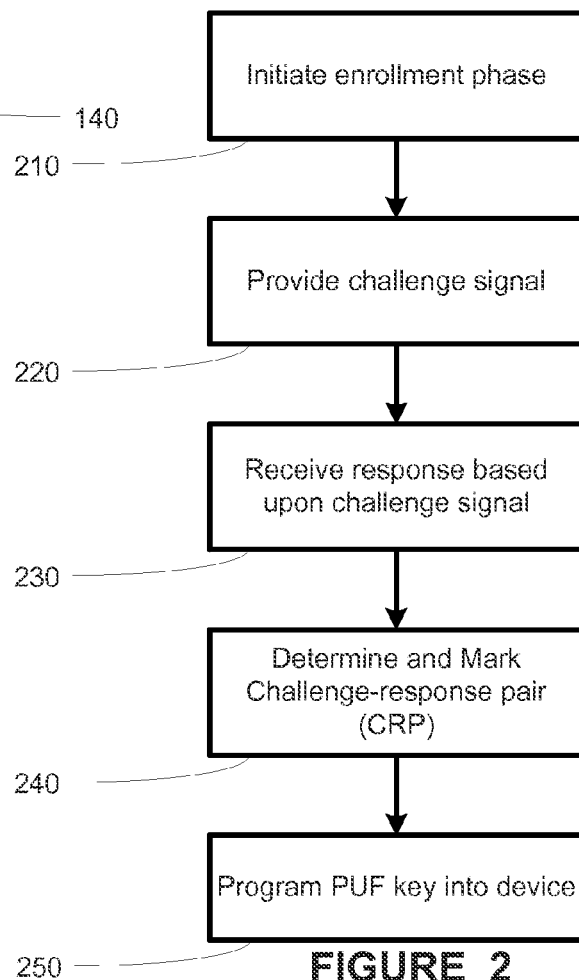 Initiate enrollment phase
140
210
Provide challenge signal
220
Receive response based
upon challenge signal
230
Determine and Mark
Challenge-response pair
(CRP)
240
Program PUF key into device
250
FIGURE 2